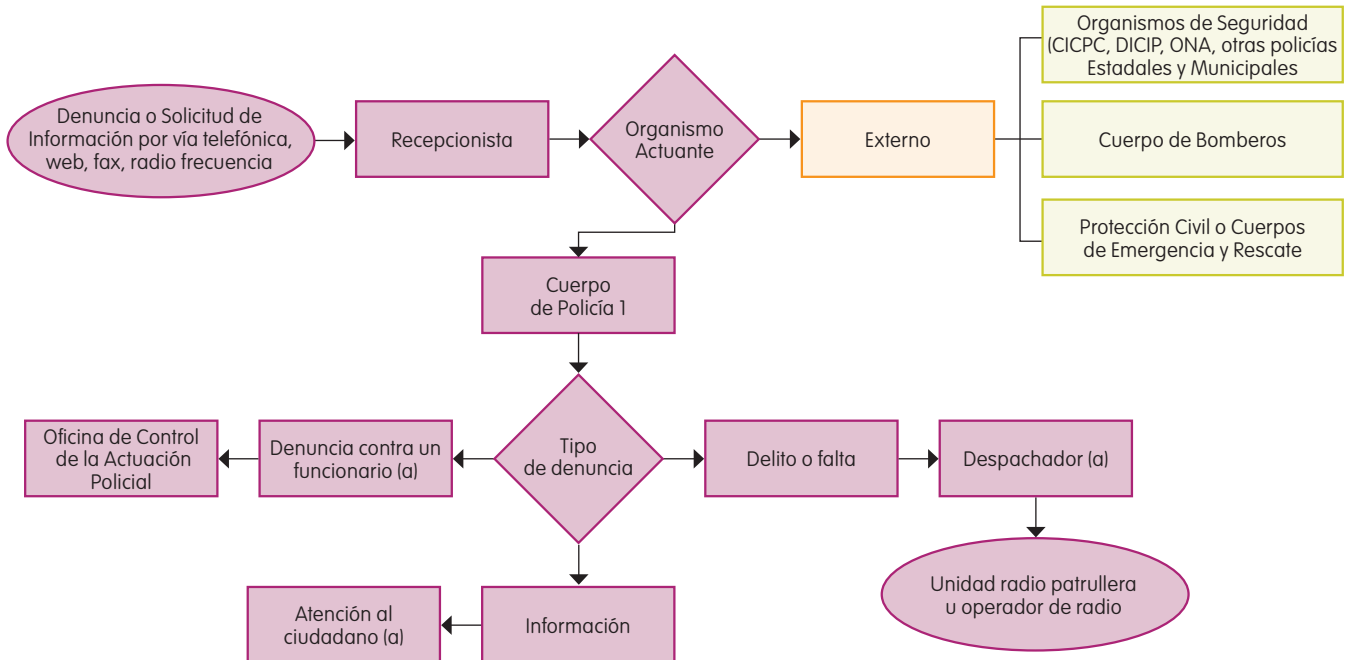 Denuncia o Solicitud de
Información por vía telefónica,
web, fax, radio frecuencia
Recepcionista
Organismo
Actuante
Externo
Organismos de Seguridad
(CICPC, DICIP, ONA, otras policías
Estadales y Municipales
Cuerpo de Bomberos
Protección Civil o Cuerpos
de Emergencia y Rescate
Cuerpo
de Policía 1
Oficina de Control
de la Actuación
Policial
Denuncia contra un
funcionario (a)
Tipo
de denuncia
Delito o falta
Despachador (a)
Atención al
ciudadano (a)
Información
Unidad radio patrullera
u operador de radio